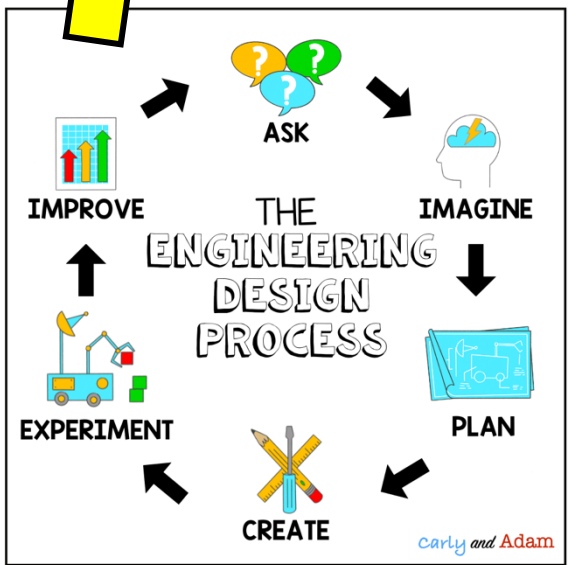 ?
?
?
ASK
IMPROVE
IMAGINE
THE
ENGINEERING
DESIGN
PROCESS
EXPERIMENT
PLAN
CREATE
Carly and Adam